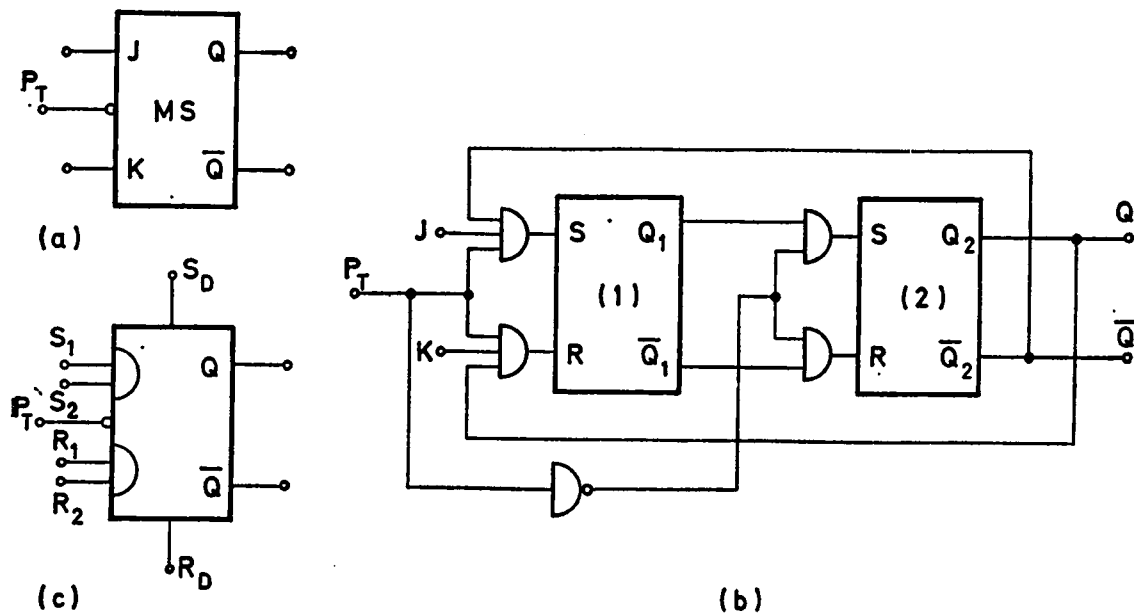 J Q
P_T
MS
K Q̅
(a)
S_D
S_1
Q
S_2
P_T
R_1
Q̅
R_2
R_D
(c)
J
S Q_1
S Q_2
Q
P_T
(1)
(2)
K
R Q̅_1
R Q̅_2
Q̅
(b)